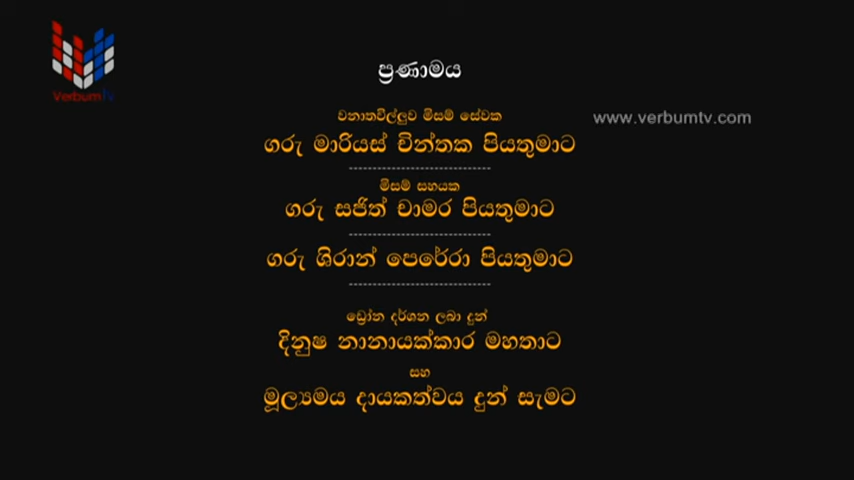 VerbumTV
ප්‍රණාමය
www.verbumtv.com
වනාතවිල්ලුව මිසම් සේවක
ගරු මාරියස් චින්තක පියතුමාට
මිසම් සහයක
ගරු සජිත් චාමර පියතුමාට
ගරු ශිරාන් පෙරේරා පියතුමාට
ඩ්‍රෝන දර්ශන ලබා දුන්
දිනුෂ නානායක්කාර මහතාට
සහ
මූල්‍යමය දායකත්වය දුන් සැමට